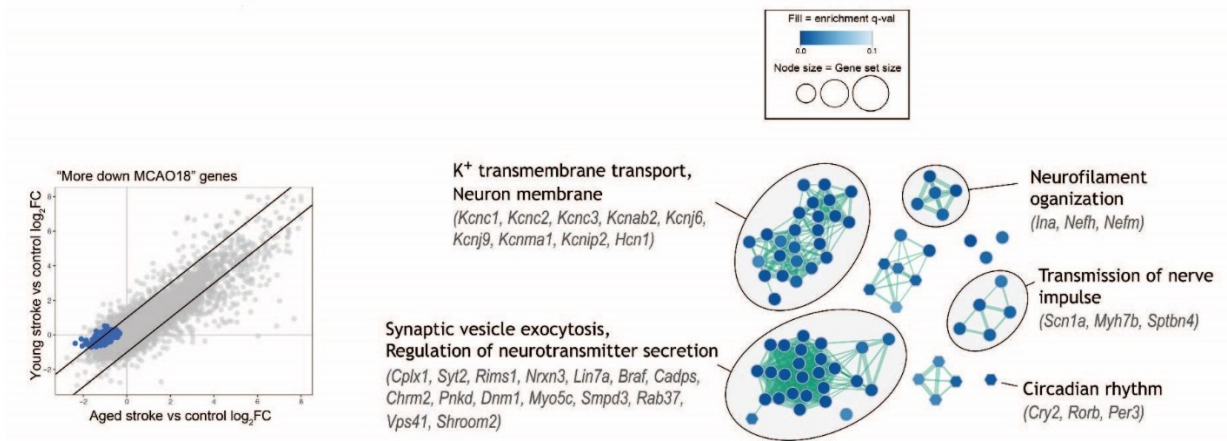 Fill = enrichment q-val
0.0 0.1
Node size = Gene set size
"More down MCAO18" genes
Young stroke vs control log2FC
8
6
4
2
0
-2
-2 0 2 4 6 8
Aged stroke vs control log2FC
K+ transmembrane transport,
Neuron membrane
(Kcnc1, Kcnc2, Kcnc3, Kcnab2, Kcnj6,
Kcnj9, Kcnma1, Kcnip2, Hcn1)
Synaptic vesicle exocytosis,
Regulation of neurotransmitter secretion
(Cplx1, Syt2, Rims1, Nrxn3, Lin7a, Braf, Cadps,
Chrm2, Pnkd, Dnm1, Myo5c, Smpd3, Rab37,
Vps41, Shroom2)
Neurofilament
oganization
(Ina, Nefh, Nefm)
Transmission of nerve
impulse
(Scn1a, Myh7b, Sptbn4)
Circadian rhythm
(Cry2, Rorb, Per3)